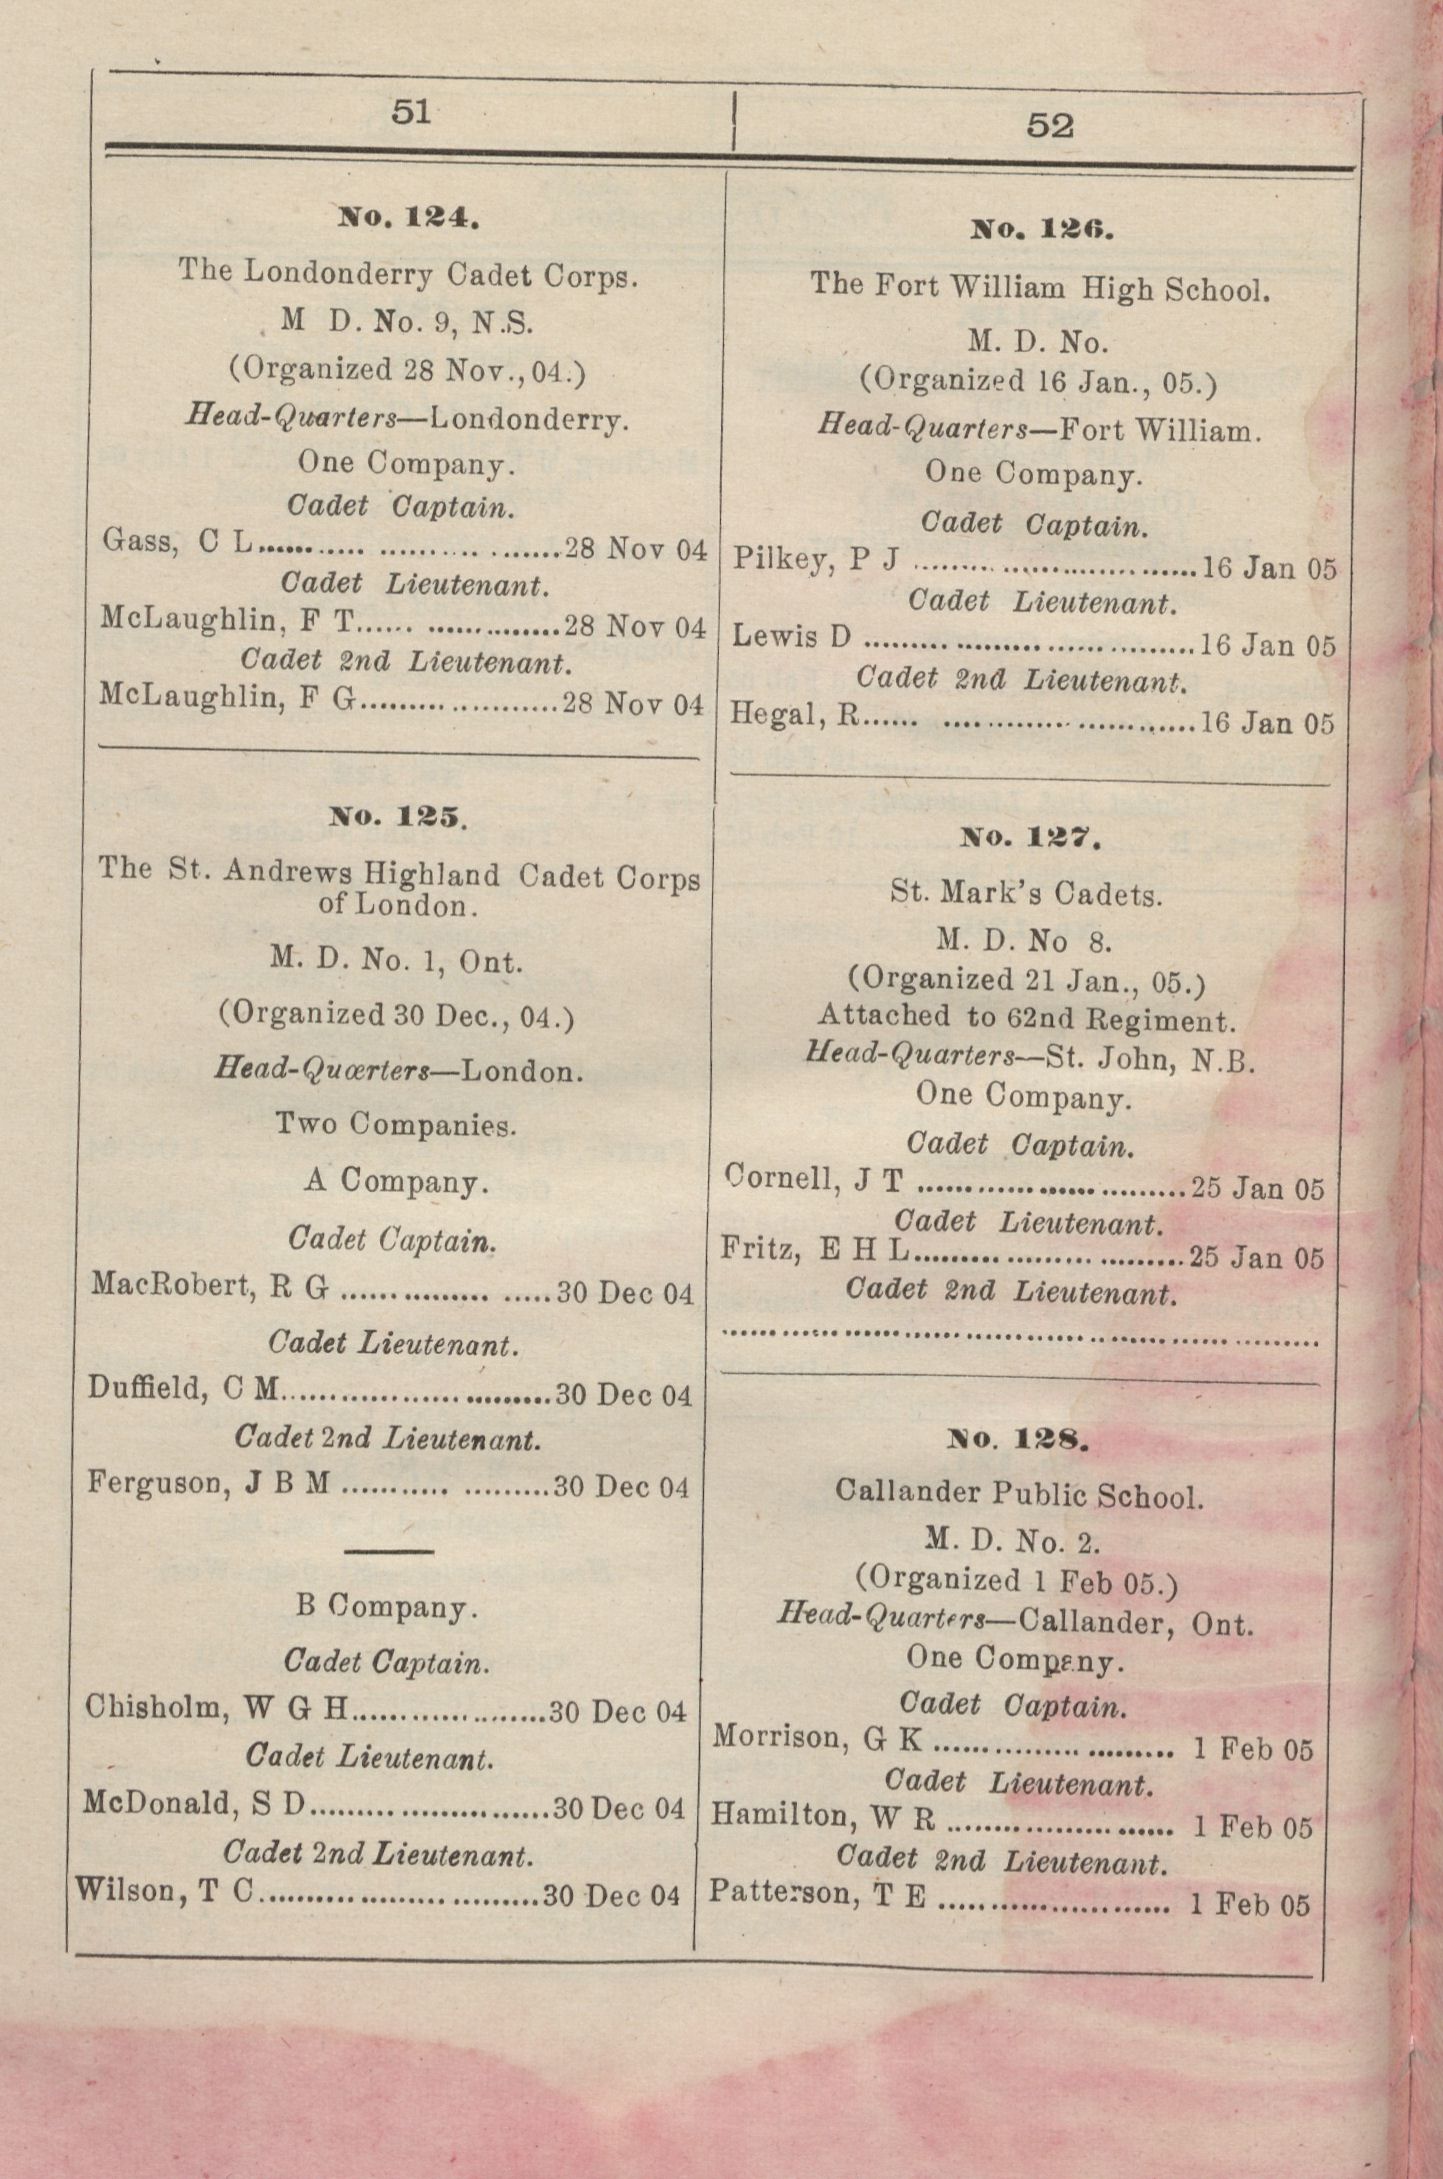 51
No. 124.
The Londonderry Cadet Corps.
M D. No. 9, N.S.
(Organized 28 Nov., 04.)
Head-Quarters—Londonderry.
One Company.
Cadet Captain.
Gass, C L.................................28 Nov 04
Cadet Lieutenant.
McLaughlin, F T...... ..............28 Nov 04
Cadet 2nd Lieutenant.
McLaughlin, F G.....................28 Nov 04
No. 125.
The St. Andrews Highland Cadet Corps
of London.
M. D. No. 1, Ont.
(Organized 30 Dec., 04.)
Head-Quœrters—London.
Two Companies.
A Company.
Cadet Captain.
MacRobert, R G ............... .....30 Dec 04
Cadet Lieutenant.
Duffield, C M...........................30 Dec 04
Cadet 2nd Lieutenant.
Ferguson, J B M ........... .........30 Dec 04
B Company.
Cadet Captain.
Chisholm, W G H....................30 Dec 04
Cadet Lieutenant.
McDonald, S D........................30 Dec 04
Cadet 2nd Lieutenant.
Wilson, T C............................30 Dec 04
52
No. 126.
The Fort William High School.
M. D. No.
(Organized 16 Jan., 05.)
Head-Quarters—Fort William.
One Company.
Cadet Captain.
Pilkey, P J .............................16 Jan 05
Cadet Lieutenant.
Lewis D .................................16 Jan 05
Cadet 2nd Lieutenant.
Hegal, R...... ..........................16 Jan 05
No. 127.
St. Mark's Cadets.
M. D. No 8.
(Organized 21 Jan., 05.)
Attached to 62nd Regiment.
Head-Quarters—St. John, N.B.
One Company.
Cadet Captain.
Cornell, J T ...........................25 Jan 05
Cadet Lieutenant.
Fritz, E H L...........................25 Jan 05
Cadet 2nd Lieutenant.
............................................................
No. 128.
Callander Public School.
M. D. No. 2.
(Organized 1 Feb 05.)
Head-Quarters—Callander, Ont.
One Company.
Cadet Captain.
Morrison, G K ........................ 1 Feb 05
Cadet Lieutenant.
Hamilton, W R ....................... 1 Feb 05
Cadet 2nd Lieutenant.
Patterson, T E ....................... 1 Feb 05